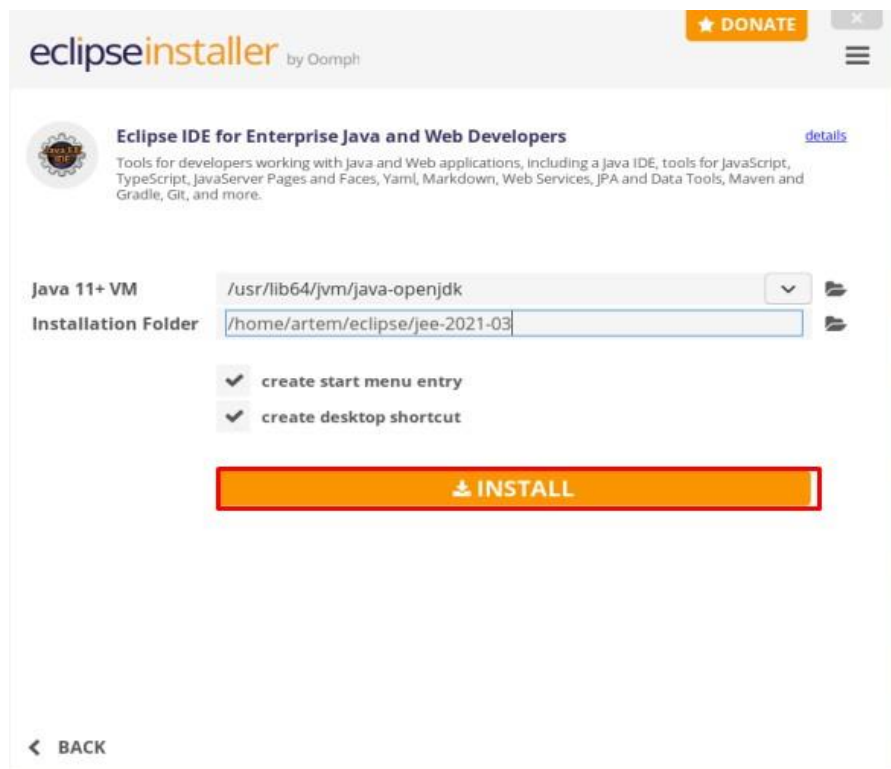 ★ DONATE
eclipseinstaller by Oomph
Eclipse IDE for Enterprise Java and Web Developers
details
Tools for developers working with Java and Web applications, including a Java IDE, tools for JavaScript,
TypeScript, JavaServer Pages and Faces, Yaml, Markdown, Web Services, JPA and Data Tools, Maven and
Gradle, Git, and more.
Java EE
IDE
Java 11+ VM /usr/lib64/jvm/java-openjdk
Installation Folder /home/artem/eclipse/jee-2021-03
create start menu entry
create desktop shortcut
INSTALL
BACK